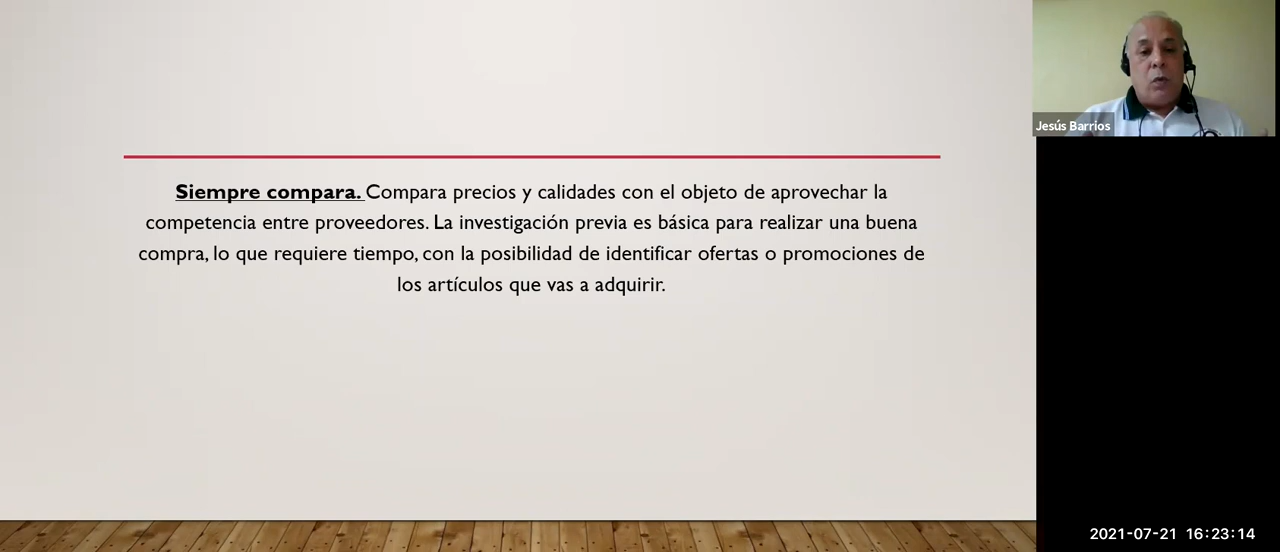 Siempre compara. Compara precios y calidades con el objeto de aprovechar la
competencia entre proveedores. La investigación previa es básica para realizar una buena
compra, lo que requiere tiempo, con la posibilidad de identificar ofertas o promociones de
los artículos que vas a adquirir.
Jesús Barrios
2021-07-21 16:23:14